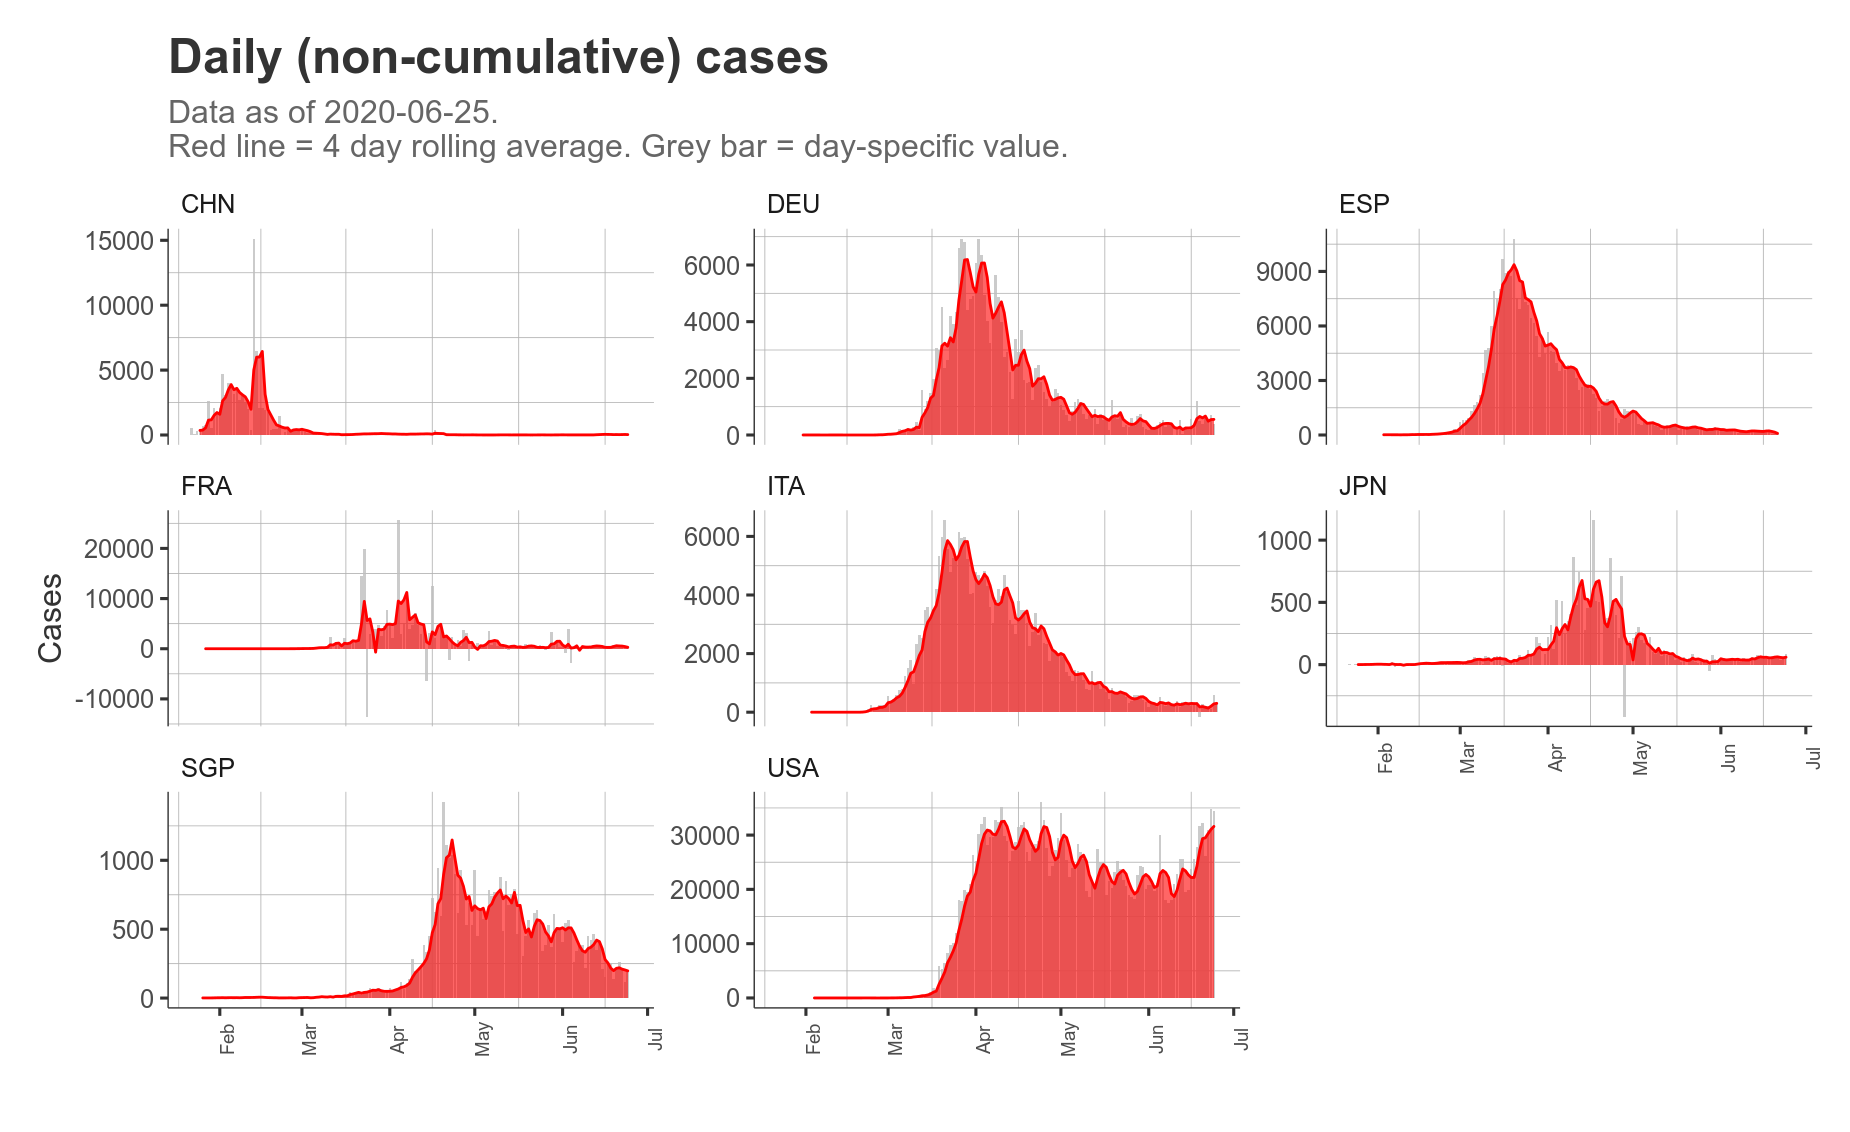 Daily (non-cumulative) cases
Data as of 2020-06-25.
Red line = 4 day rolling average. Grey bar = day-specific value.
Cases
CHN
15000
10000
5000
0
DEU
6000
4000
2000
0
ESP
9000
6000
3000
0
FRA
20000
10000
0
-10000
ITA
6000
4000
2000
0
JPN
1000
500
0
Feb Mar Apr May Jun Jul
SGP
1000
500
0
Feb Mar Apr May Jun Jul
USA
30000
20000
10000
0
Feb Mar Apr May Jun Jul